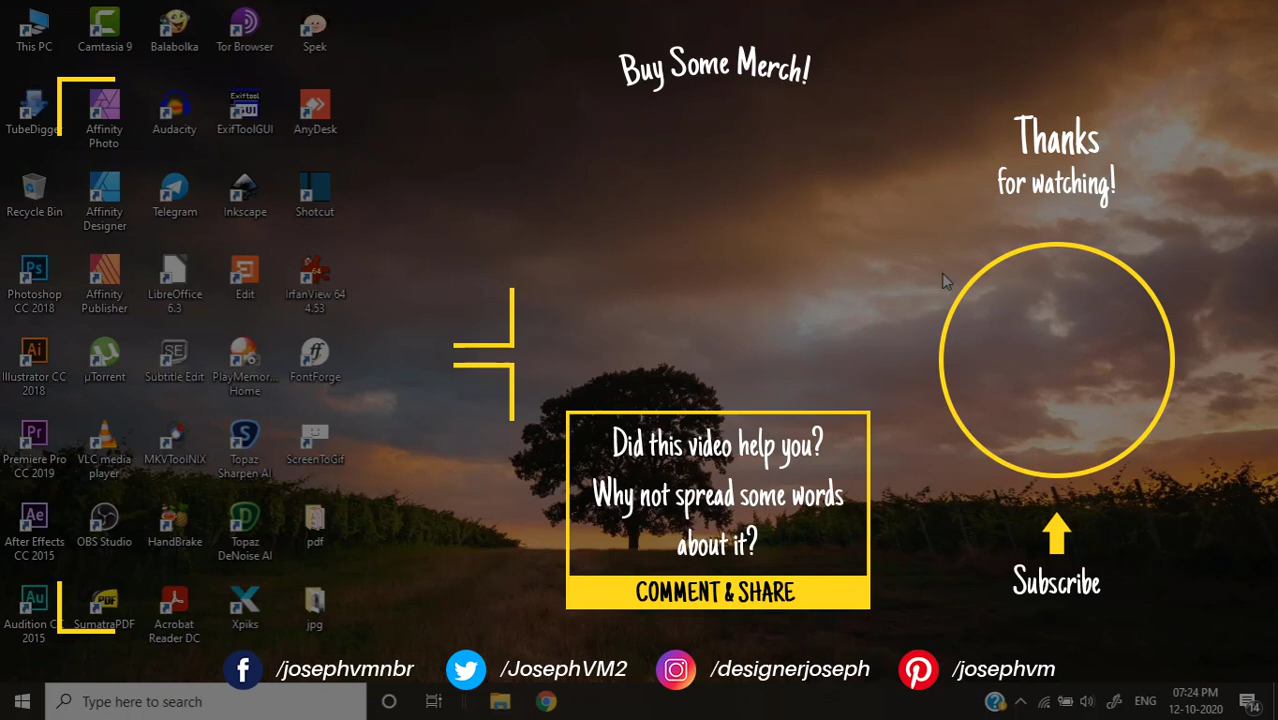 This PC
Camtasia 9
Balabolka
Tor Browser
Spek
TubeDigger
Affinity
Photo
Audacity
ExifToolGUI
AnyDesk
Recycle Bin
Affinity
Designer
Telegram
Inkscape
Shotcut
Photoshop
CC 2018
Affinity
Publisher
LibreOffice
6.3
Edit
IrfanView 64
4.53
Illustrator CC
2018
µTorrent
Subtitle Edit
PlayMemor...
Home
FontForge
Premiere Pro
CC 2019
VLC media
player
MKVToolNix
Topaz
Sharpen AI
ScreenToGif
After Effects
CC 2015
OBS Studio
HandBrake
Topaz
DeNoise AI
pdf
Audition CC
2015
SumatraPDF
Acrobat
Reader DC
Xpiks
jpg
Buy Some Merch!
Thanks
for watching!
Did this video help you?
Why not spread some words
about it?
COMMENT & SHARE
Subscribe
/josephvmnbr
/JosephVM2
/designerjoseph
/josephvm
Type here to search
ENG
07:24 PM
12-10-2020
14